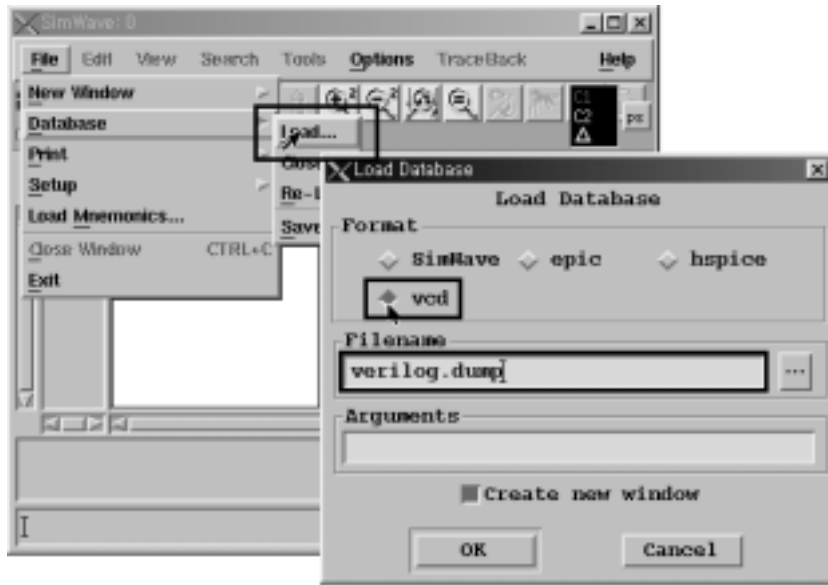 SimWave: 0
File Edit View Search Tools Options TraceBack Help
New Window
Database
Print
Setup
Load Mnemonics...
Close Window CTRL+C
Exit
Load...
Clos
Re-L
Save
C1
C2
ps
Load Database
Load Database
Format
SimWave epic hspice
vcd
Filename
verilog.dump
...
Arguments
Create new window
OK Cancel